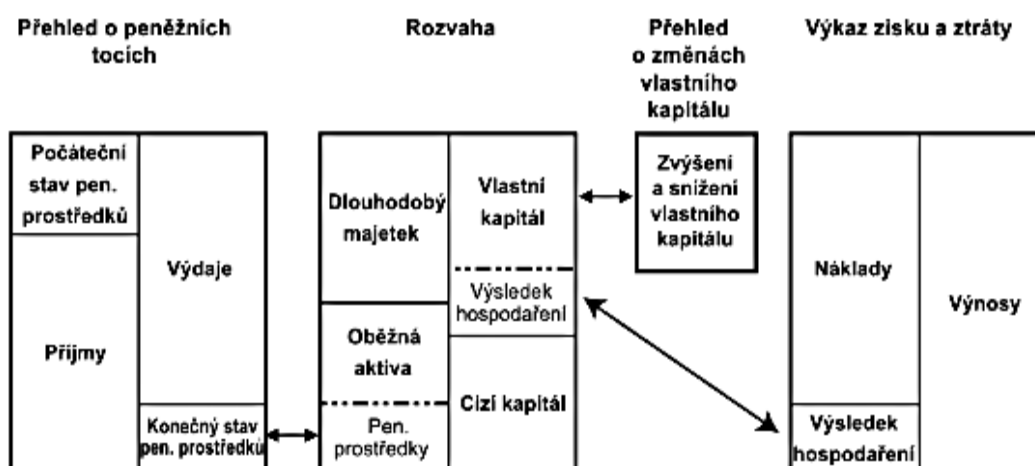 Přehled o peněžních
tocích
Rozvaha
Přehled
o změnách
vlastního
kapitálu
Výkaz zisku a ztráty
Počáteční
stav pen.
prostředků
Příjmy
Výdaje
Konečný stav
pen. prostředků
Dlouhodobý
majetek
Oběžná
aktiva
Pen.
prostředky
Vlastní
kapitál
Výsledek
hospodaření
Cizí kapitál
Zvýšení
a snížení
vlastního
kapitálu
Náklady
Výsledek
hospodaření
Výnosy